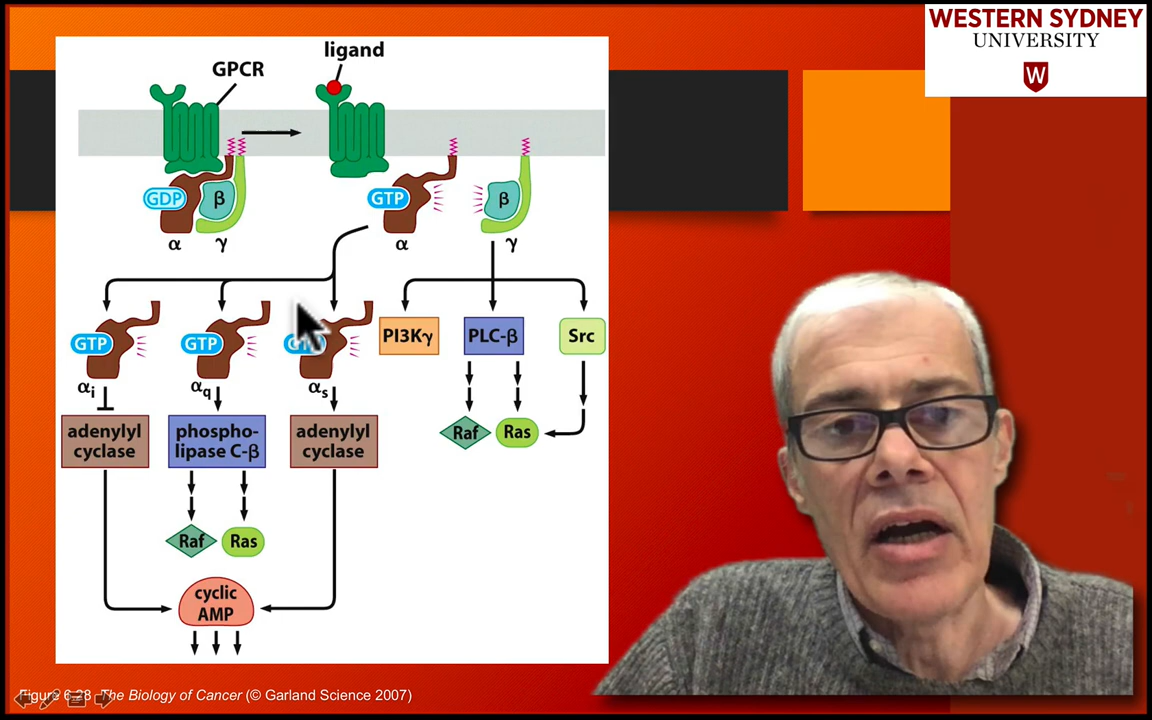 WESTERN SYDNEY
UNIVERSITY
W
ligand
GPCR
GDP
β
α
γ
GTP
β
α
γ
GTP
GTP
PI3Kγ
PLC-β
Src
αi
αq
αs
adenylyl
cyclase
phospho-
lipase C-β
adenylyl
cyclase
Raf
Ras
Raf
Ras
cyclic
AMP
Figure 6.28 The Biology of Cancer (© Garland Science 2007)